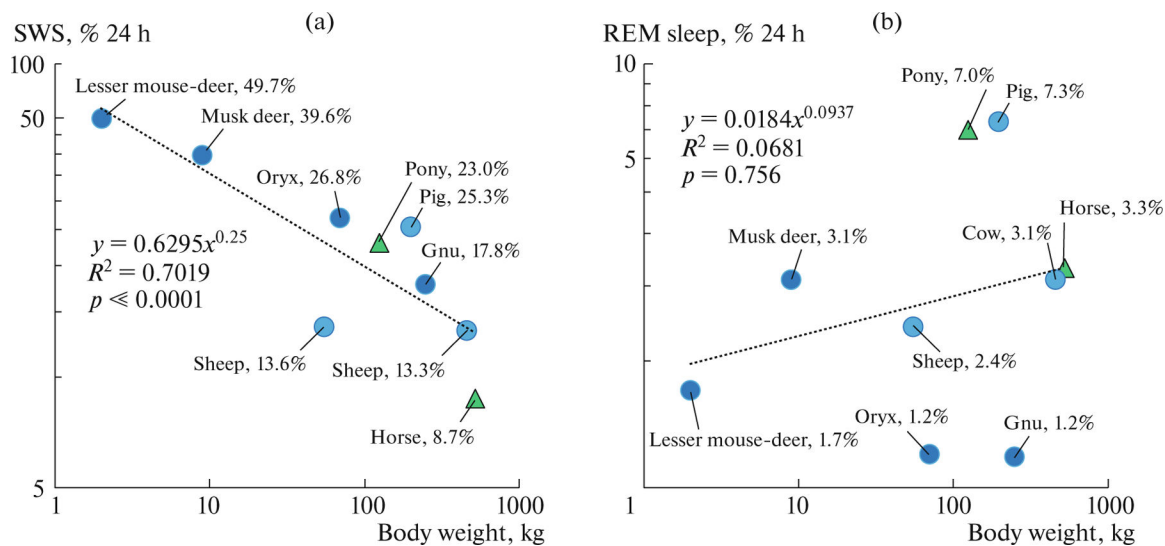 (a)
SWS, % 24 h
100
50
5
Lesser mouse-deer, 49.7%
Musk deer, 39.6%
Oryx, 26.8%
Pony, 23.0%
Pig, 25.3%
Gnu, 17.8%
y = 0.6295x^0.25
R² = 0.7019
p ≪ 0.0001
Sheep, 13.6%
Sheep, 13.3%
Horse, 8.7%
1 10 100 1000
Body weight, kg
(b)
REM sleep, % 24 h
10
5
1
Pony, 7.0%
Pig, 7.3%
y = 0.0184x^0.0937
R² = 0.0681
p = 0.756
Horse, 3.3%
Musk deer, 3.1%
Cow, 3.1%
Sheep, 2.4%
Oryx, 1.2%
Gnu, 1.2%
Lesser mouse-deer, 1.7%
1 10 100 1000
Body weight, kg